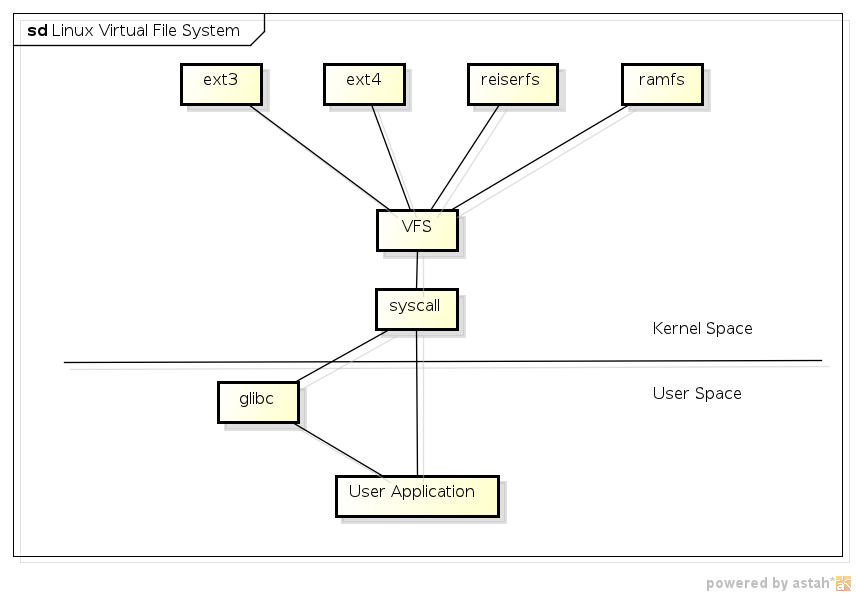 sd Linux Virtual File System
ext3 ext4 reiserfs ramfs
VFS
syscall
Kernel Space
glibc
User Space
User Application
powered by astah*